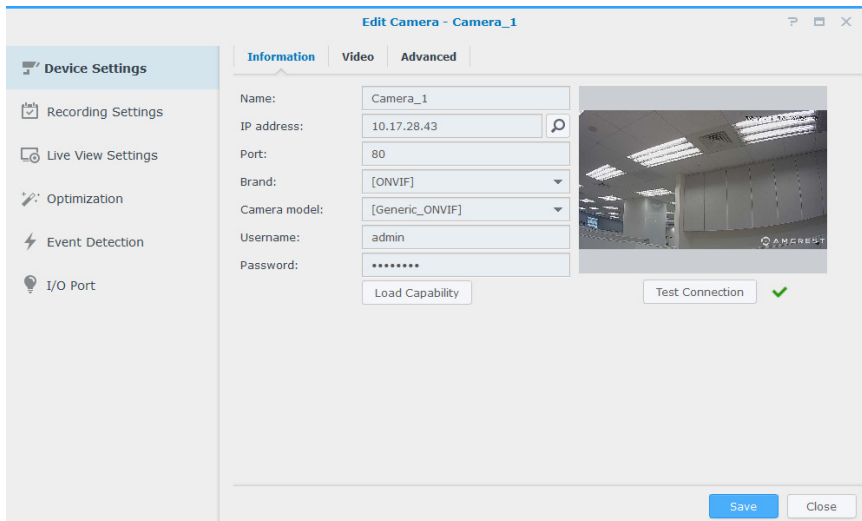 Edit Camera - Camera_1
Device Settings
Recording Settings
Live View Settings
Optimization
Event Detection
I/O Port
Information Video Advanced
Name: Camera_1
IP address: 10.17.28.43
Port: 80
Brand: [ONVIF]
Camera model: [Generic_ONVIF]
Username: admin
Password: ••••••••
Load Capability
AMCREST
Test Connection
Save Close